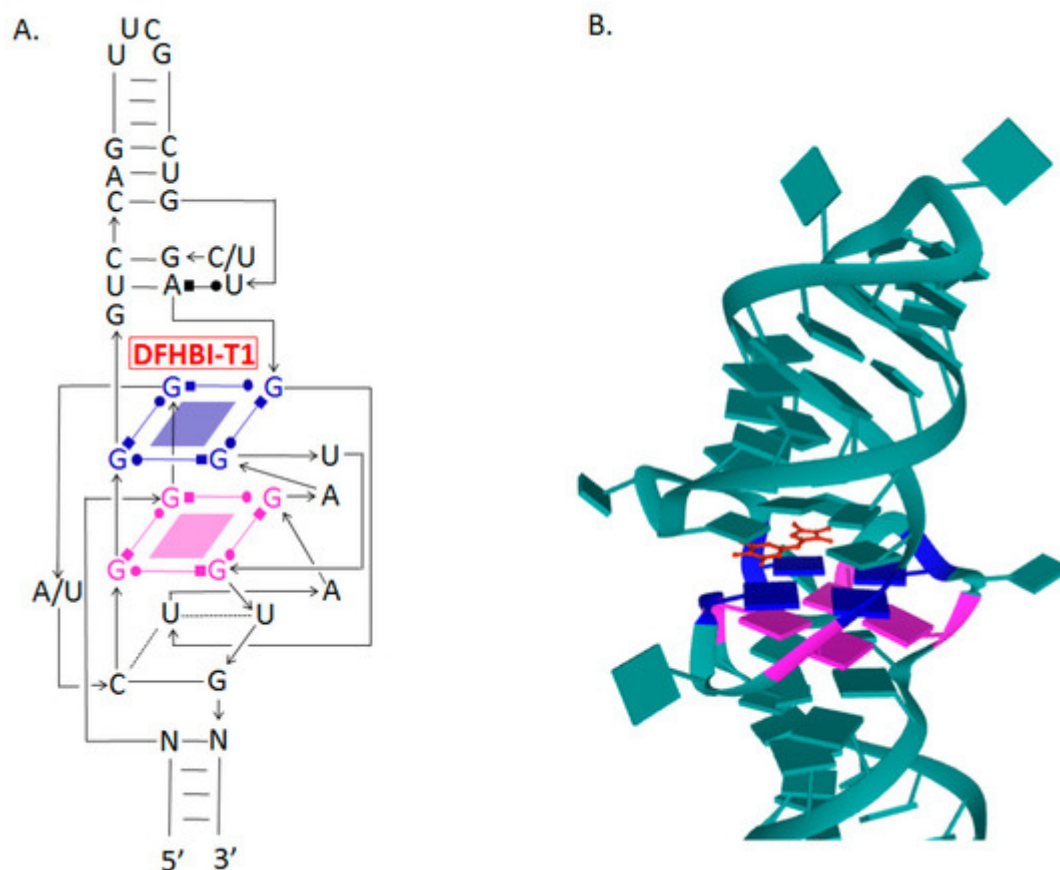 A.
B.
U C
U G
G C
A U
C G
C G C/U
U A U
G
DFHBI-T1
G G
G G U
G G A
G G
A/U A
U U
C G
N N
5’ 3’